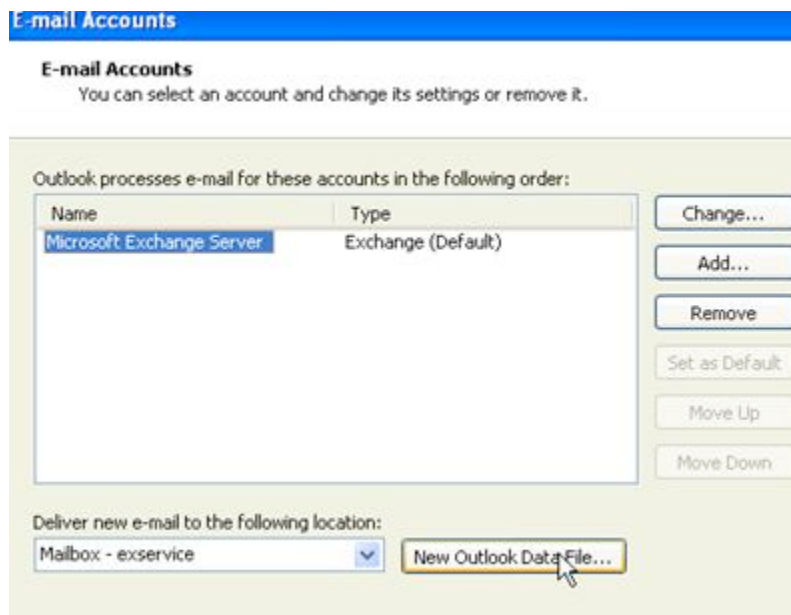 E-mail Accounts
E-mail Accounts
You can select an account and change its settings or remove it.
Outlook processes e-mail for these accounts in the following order:
Name Type
Microsoft Exchange Server Exchange (Default)
Change...
Add...
Remove
Set as Default
Move Up
Move Down
Deliver new e-mail to the following location:
Mailbox - exservice
New Outlook Data File...